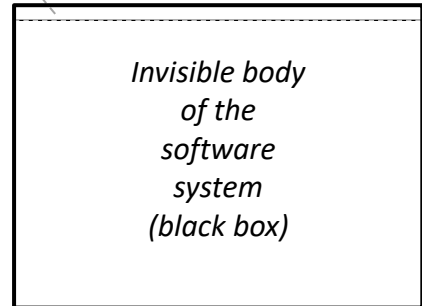 Invisible body
of the
software
system
(black box)